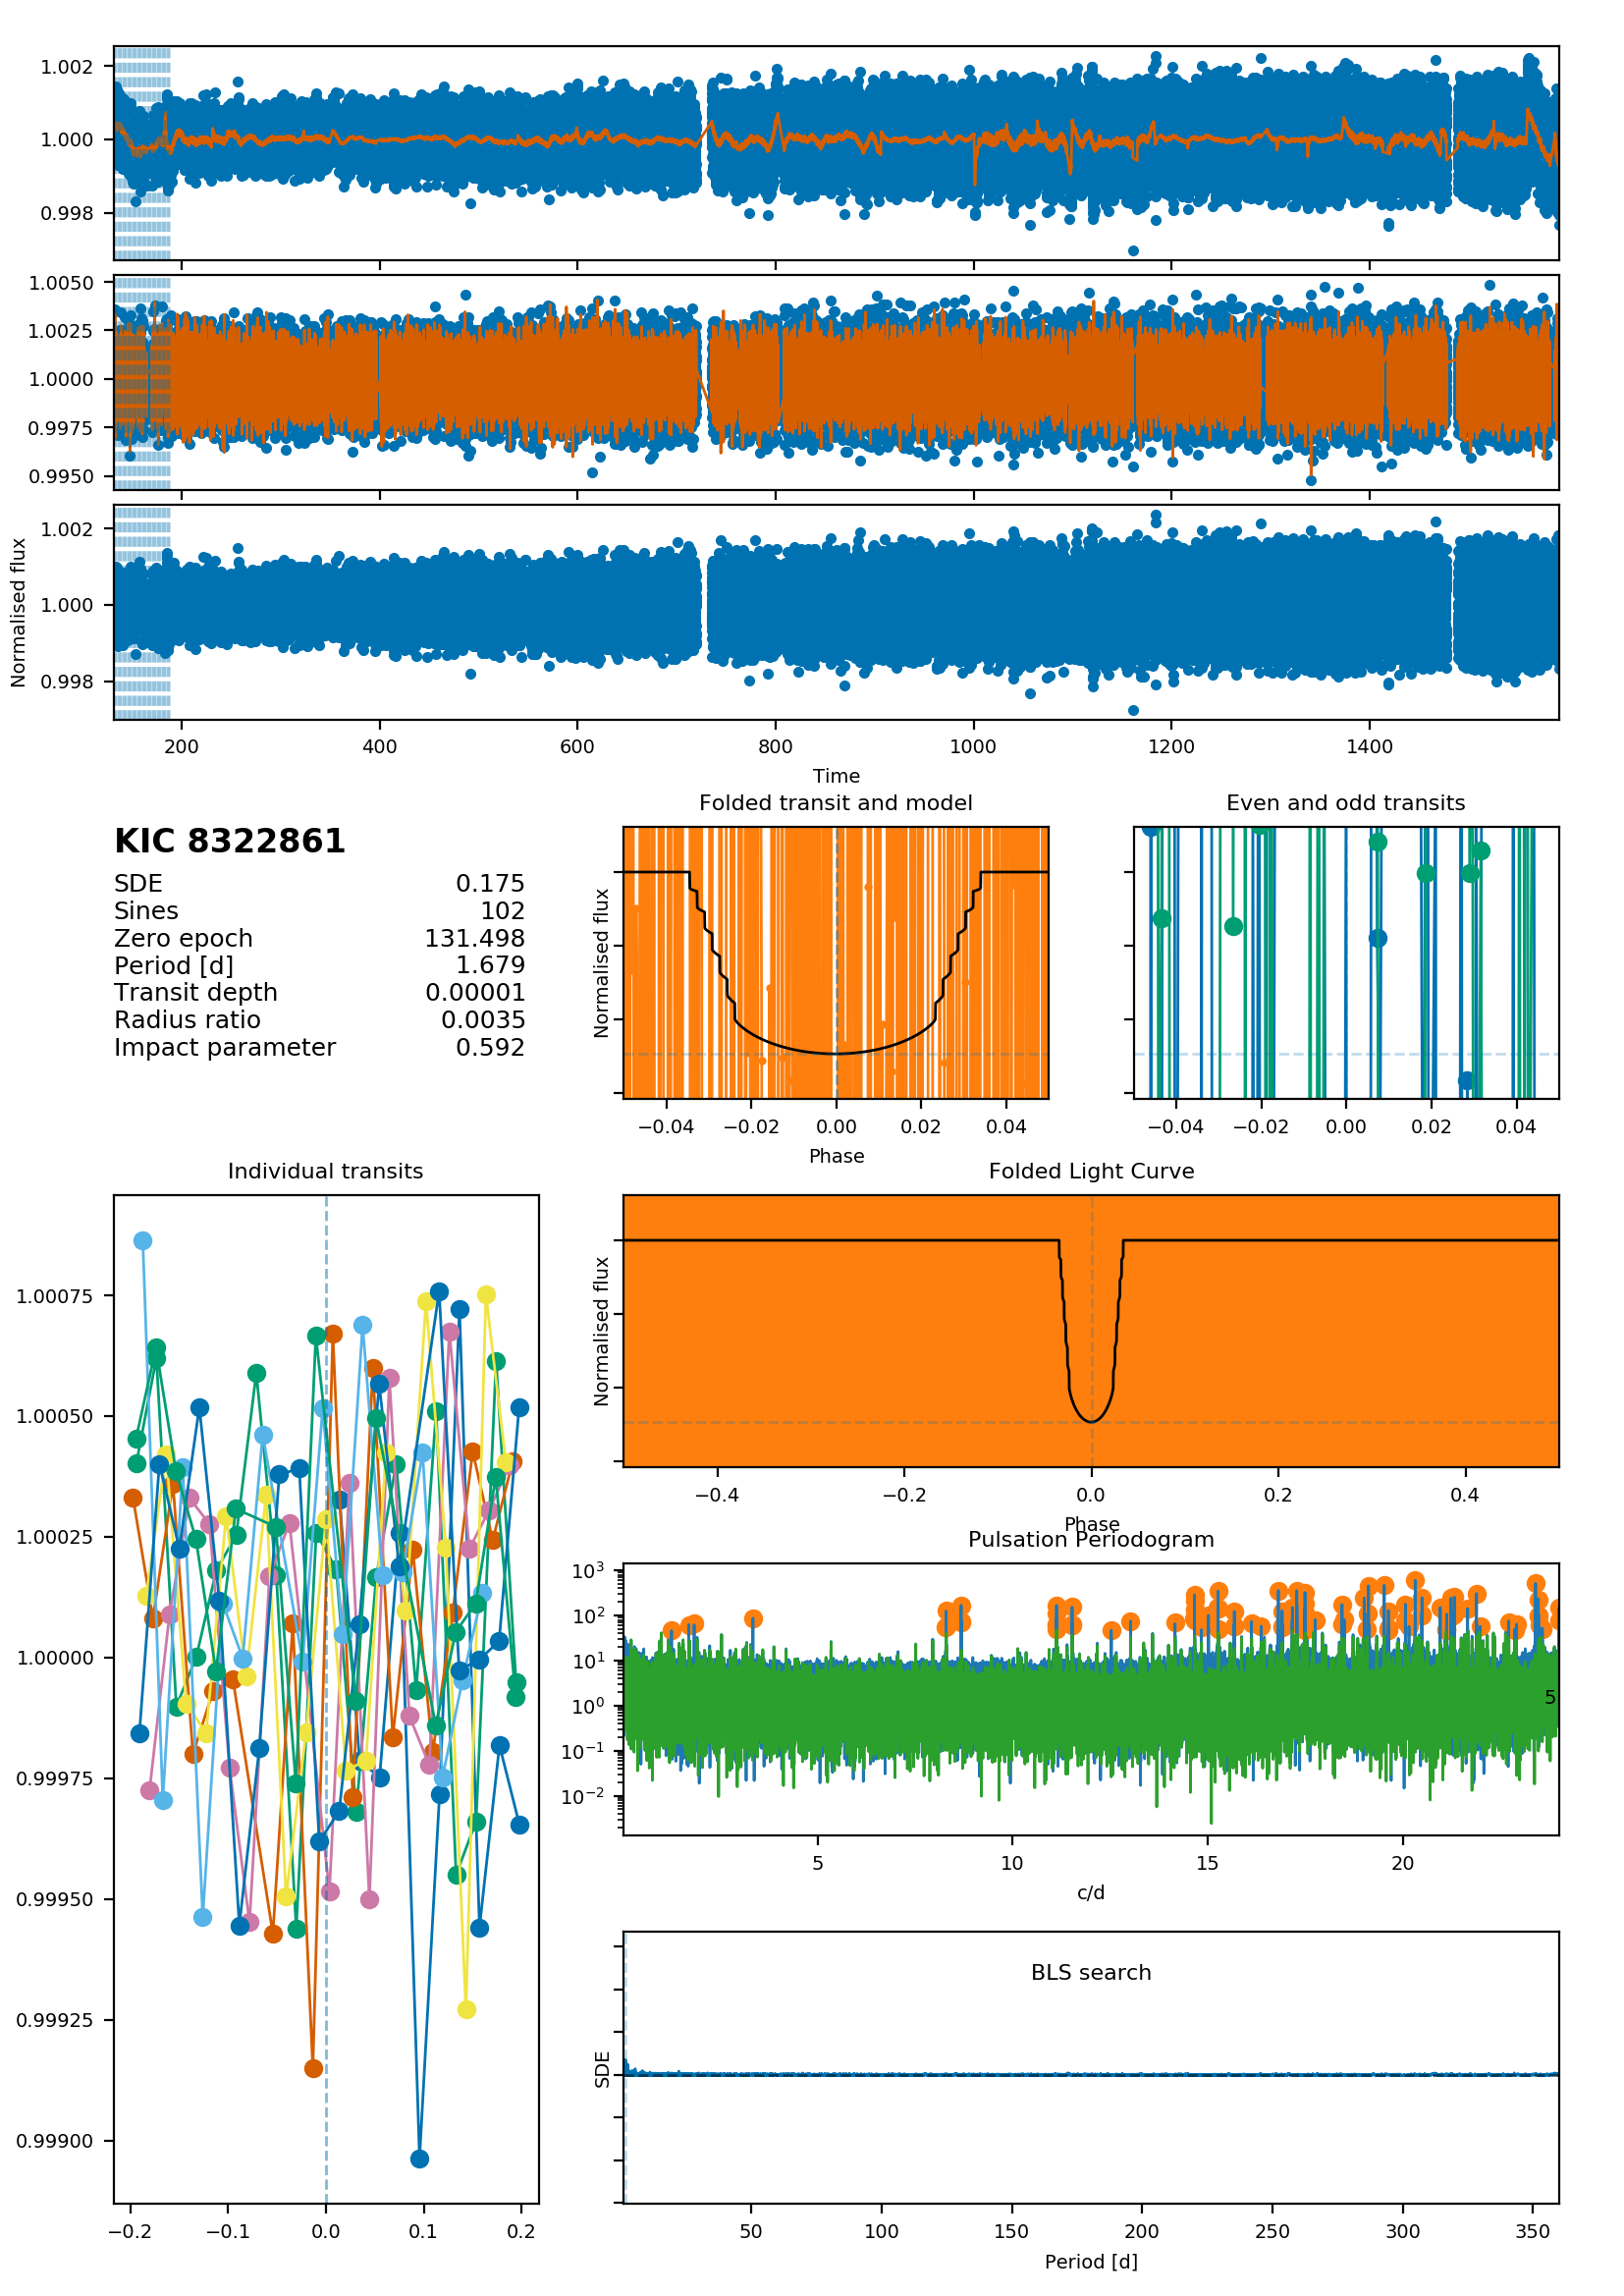 1.002
1.000
0.998
1.0050
1.0025
1.0000
0.9975
0.9950
1.002
1.000
0.998
Normalised flux
200 400 600 800 1000 1200 1400
Time
KIC 8322861
SDE 0.175
Sines 102
Zero epoch 131.498
Period [d] 1.679
Transit depth 0.00001
Radius ratio 0.0035
Impact parameter 0.592
Folded transit and model
Normalised flux
−0.04 −0.02 0.00 0.02 0.04
Phase
Even and odd transits
−0.04 −0.02 0.00 0.02 0.04
Individual transits
1.00075
1.00050
1.00025
1.00000
0.99975
0.99950
0.99925
0.99900
−0.2 −0.1 0.0 0.1 0.2
Folded Light Curve
Normalised flux
−0.4 −0.2 0.0 0.2 0.4
Phase
Pulsation Periodogram
10³
10²
10¹
10⁰
10⁻¹
10⁻²
5
5 10 15 20
c/d
BLS search
SDE
50 100 150 200 250 300 350
Period [d]